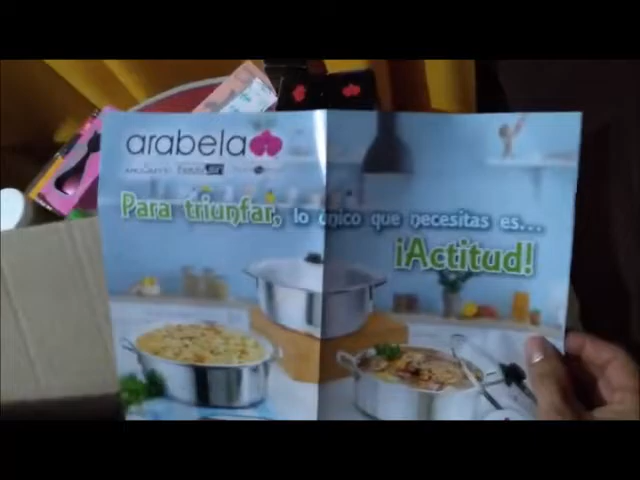 arabela
Para triunfar, lo único que necesitas es...
¡Actitud!